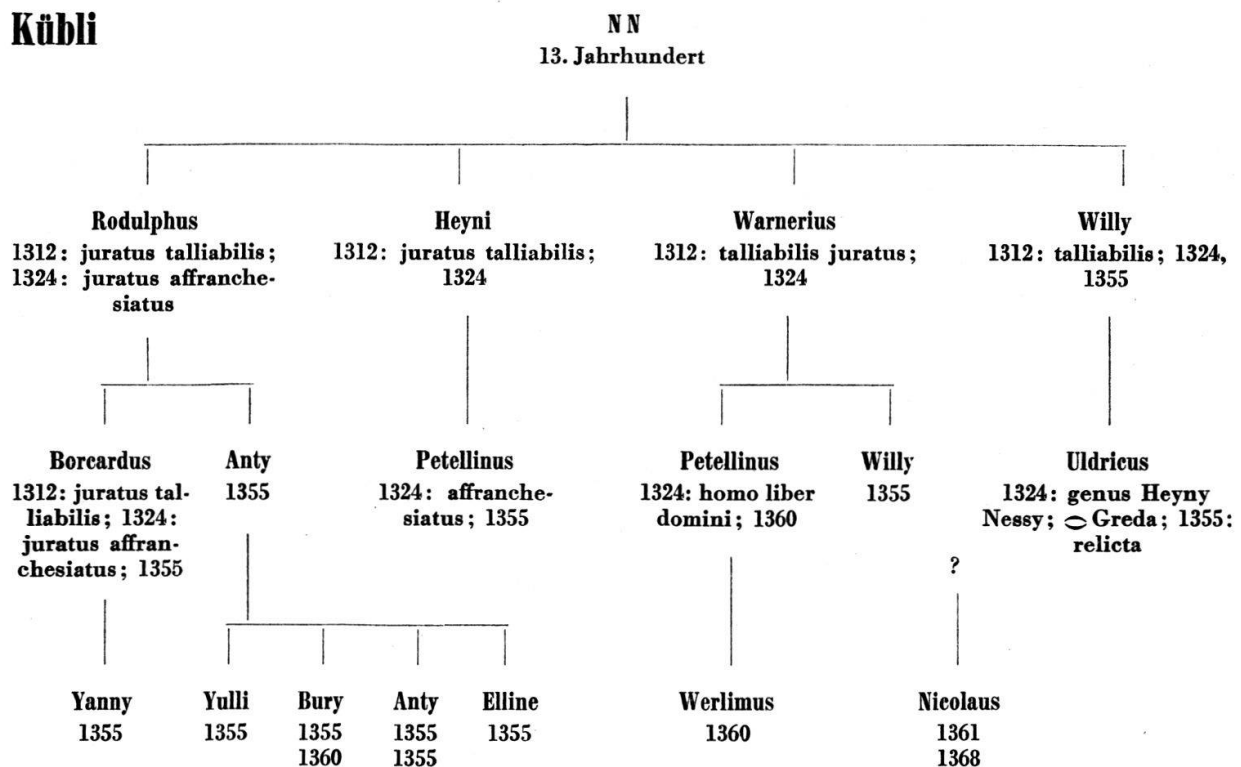 Kübli
N N
13. Jahrhundert
Rodulphus
1312: juratus talliabilis;
1324: juratus affranche-
siatus
Heyni
1312: juratus talliabilis;
1324
Warnerius
1312: talliabilis juratus;
1324
Willy
1312: talliabilis; 1324,
1355
Borcardus
1312: juratus tal-
liabilis; 1324:
juratus affran-
chesiatus; 1355
Anty
1355
Petellinus
1324: affranche-
siatus; 1355
Petellinus
1324: homo liber
domini; 1360
Willy
1355
Uldricus
1324: genus Heyny
Nessy; ⚭ Greda; 1355:
relicta
?
Yanny
1355
Yulli
1355
Bury
1355
1360
Anty
1355
1355
Elline
1355
Werlimus
1360
Nicolaus
1361
1368